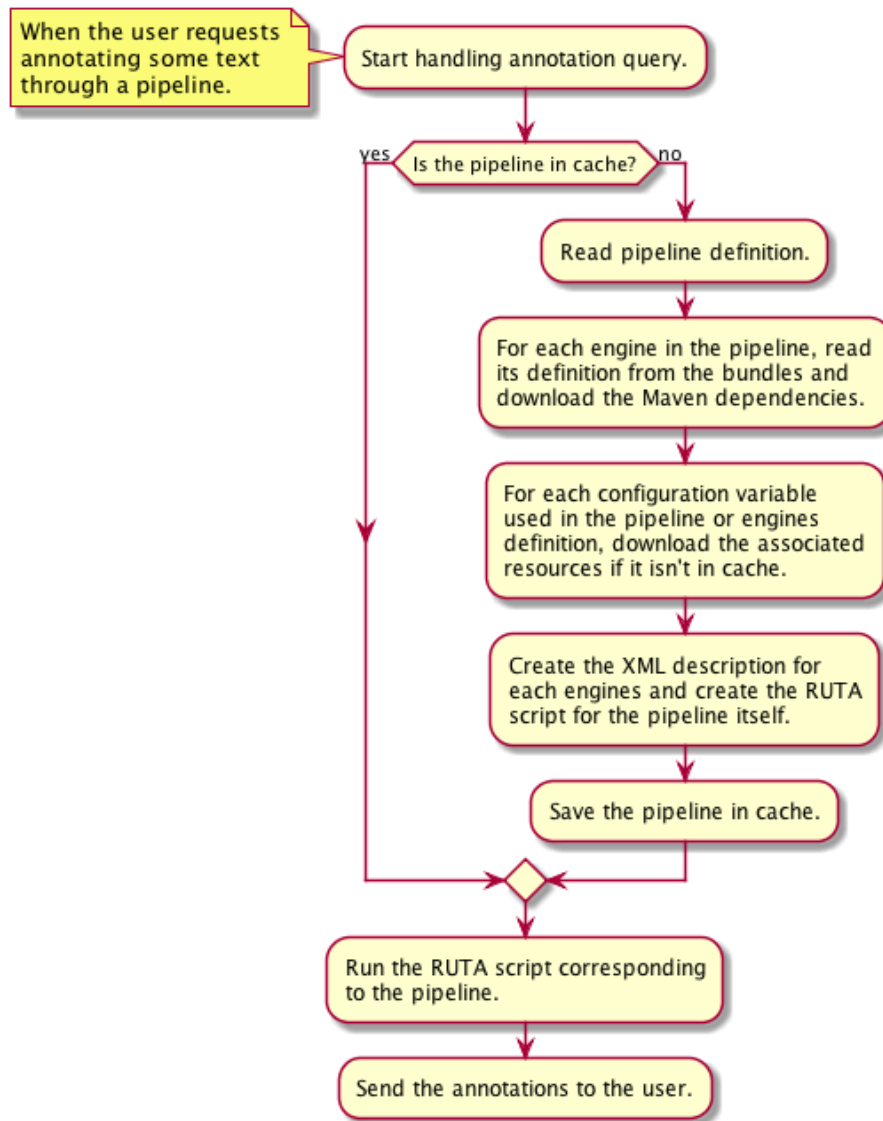 When the user requests
annotating some text
through a pipeline.
Start handling annotation query.
yes
Is the pipeline in cache?
no
Read pipeline definition.
For each engine in the pipeline, read
its definition from the bundles and
download the Maven dependencies.
For each configuration variable
used in the pipeline or engines
definition, download the associated
resources if it isn't in cache.
Create the XML description for
each engines and create the RUTA
script for the pipeline itself.
Save the pipeline in cache.
Run the RUTA script corresponding
to the pipeline.
Send the annotations to the user.